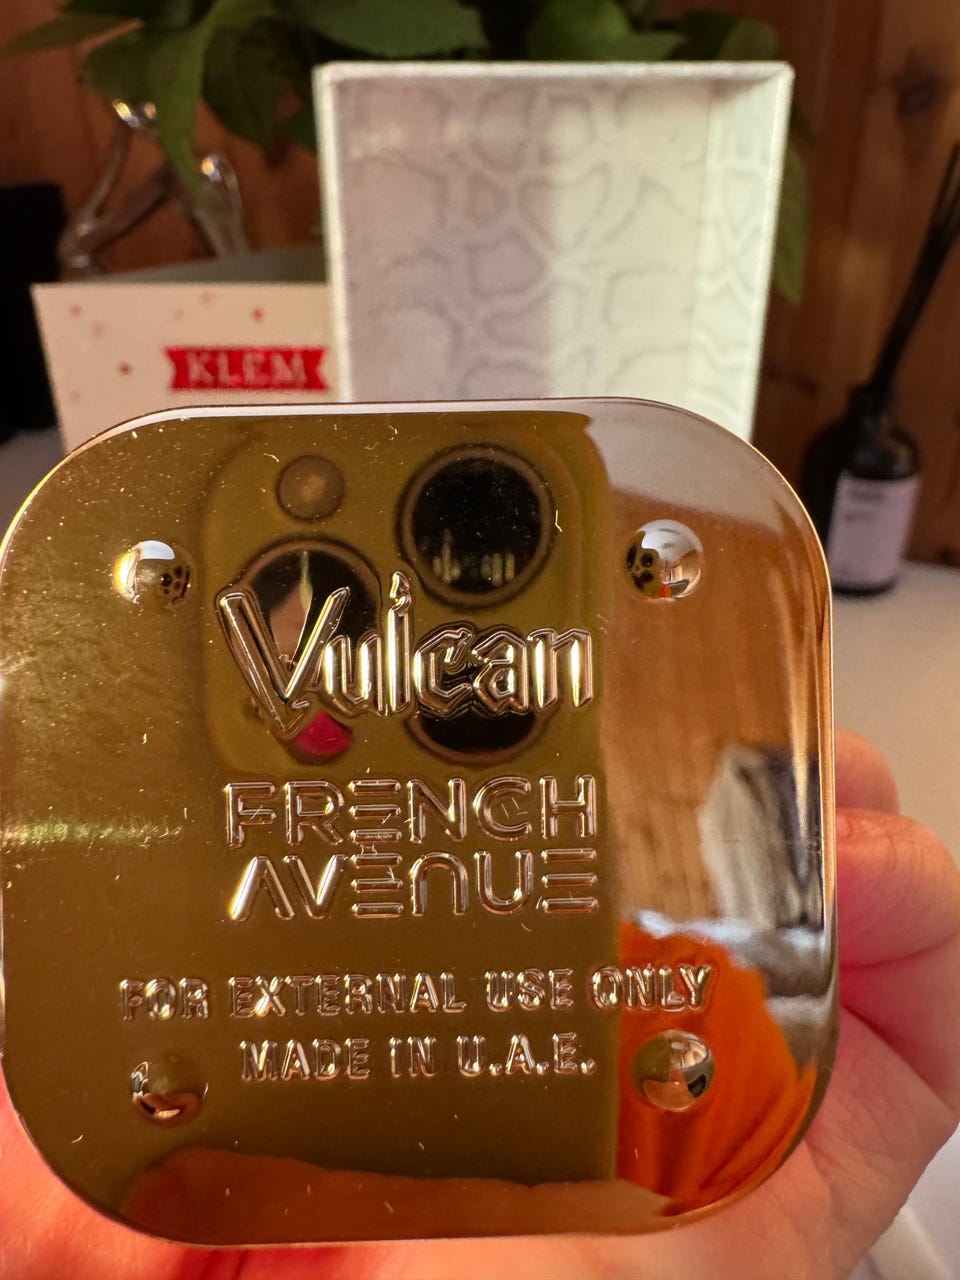 KLEM
Vulcan
FRENCH
AVENUE
FOR EXTERNAL USE ONLY
MADE IN U.A.E.